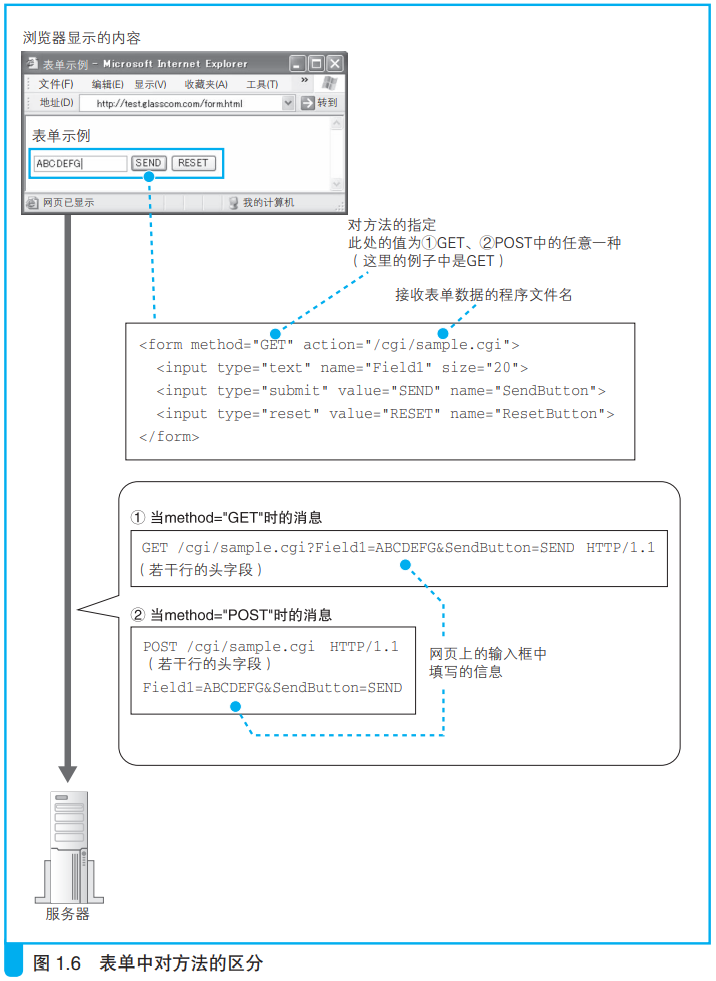 浏览器显示的内容
表单示例 - Microsoft Internet Explorer
文件(F) 编辑(E) 显示(V) 收藏夹(A) 工具(T) »
地址(D) http://test.glasscom.com/form.html 转到
表单示例
ABCDEFG SEND RESET
网页已显示 我的计算机
对方法的指定
此处的值为①GET、②POST中的任意一种
（这里的例子中是GET）
接收表单数据的程序文件名
<form method="GET" action="/cgi/sample.cgi">
<input type="text" name="Field1" size="20">
<input type="submit" value="SEND" name="SendButton">
<input type="reset" value="RESET" name="ResetButton">
</form>
① 当method="GET"时的消息
GET /cgi/sample.cgi?Field1=ABCDEFG&SendButton=SEND HTTP/1.1
（若干行的头字段）
② 当method="POST"时的消息
POST /cgi/sample.cgi HTTP/1.1
（若干行的头字段）
Field1=ABCDEFG&SendButton=SEND
网页上的输入框中
填写的信息
服务器
图 1.6 表单中对方法的区分